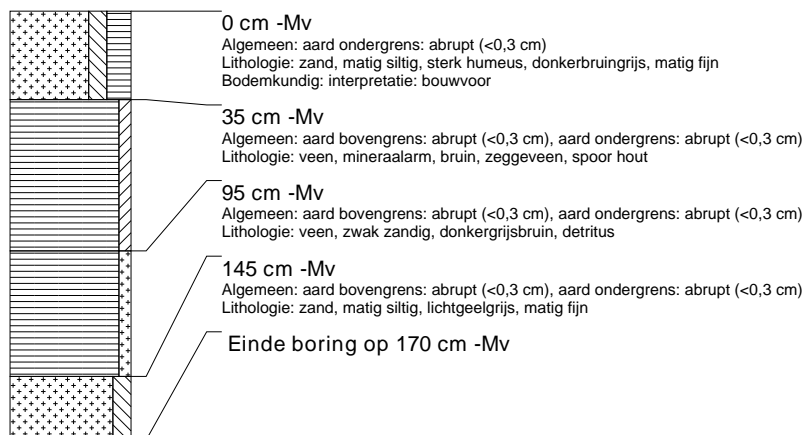 0 cm -Mv
Algemeen: aard ondergrens: abrupt (<0,3 cm)
Lithologie: zand, matig siltig, sterk humeus, donkerbruingrijs, matig fijn
Bodemkundig: interpretatie: bouwvoor
35 cm -Mv
Algemeen: aard bovengrens: abrupt (<0,3 cm), aard ondergrens: abrupt (<0,3 cm)
Lithologie: veen, mineraalarm, bruin, zeggeveen, spoor hout
95 cm -Mv
Algemeen: aard bovengrens: abrupt (<0,3 cm), aard ondergrens: abrupt (<0,3 cm)
Lithologie: veen, zwak zandig, donkergrijsbruin, detritus
145 cm -Mv
Algemeen: aard bovengrens: abrupt (<0,3 cm), aard ondergrens: abrupt (<0,3 cm)
Lithologie: zand, matig siltig, lichtgeelgrijs, matig fijn
Einde boring op 170 cm -Mv